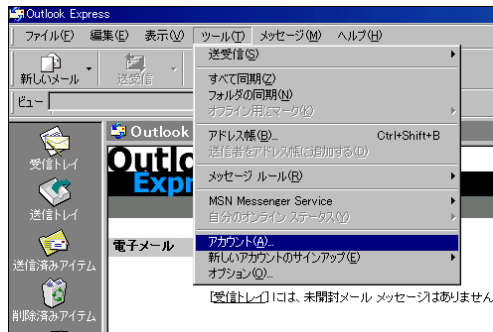 Outlook Express
ファイル(F) 編集(E) 表示(V) ツール(T) メッセージ(M) ヘルプ(H)
新しいメール
送受信
ビュー
送受信(S)
すべて同期(Z)
フォルダの同期(N)
オフライン用にマーク(K)
アドレス帳(B)... Ctrl+Shift+B
送信者をアドレス帳に追加する(D)
メッセージ ルール(R)
MSN Messenger Service
自分のオンライン ステータス(Y)
アカウント(A)...
新しいアカウントのサインアップ(E)
オプション(O)...
受信トレイ
送信トレイ
送信済みアイテム
削除済みアイテム
Outlook
Outlo
Expr
電子メール
[受信トレイ] には、未開封メール メッセージはありません